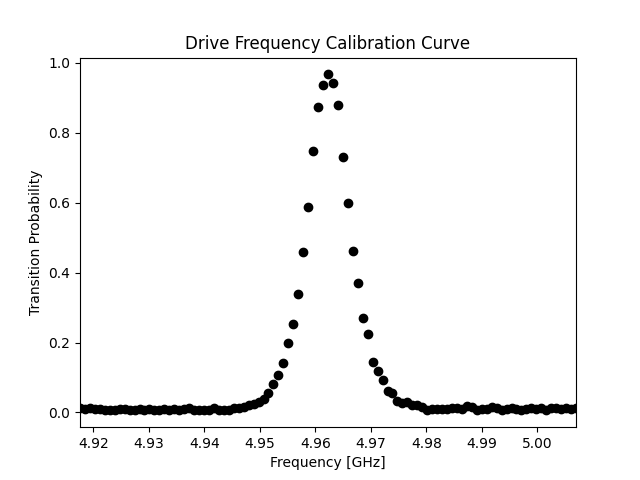 Drive Frequency Calibration Curve
1.0
0.8
0.6
0.4
0.2
0.0
Transition Probability
4.92 4.93 4.94 4.95 4.96 4.97 4.98 4.99 5.00
Frequency [GHz]